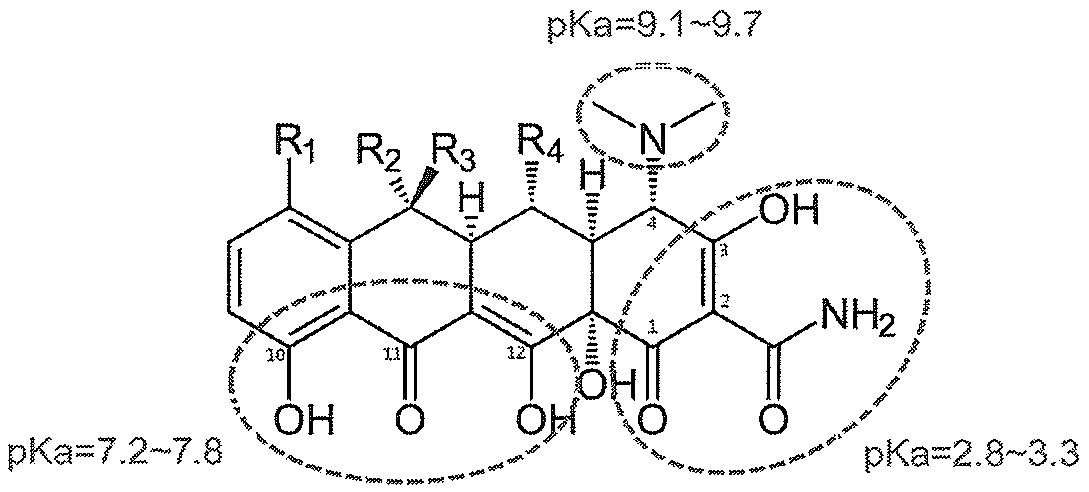 pKa=9.1~9.7
N
R1 R2 R3 R4
H H
OH
4
3
2
NH2
1
10 11 12
OH
OH O OH O O
pKa=7.2~7.8 pKa=2.8~3.3